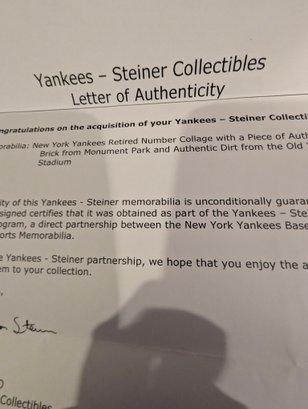 Yankees – Steiner Collectibles
Letter of Authenticity
ongratulations on the acquisition of your Yankees – Steiner Collecti
orabilia: New York Yankees Retired Number Collage with a Piece of Auth
Brick from Monument Park and Authentic Dirt from the Old
Stadium
ity of this Yankees - Steiner memorabilia is unconditionally guara
signed certifies that it was obtained as part of the Yankees – Ste
ogram, a direct partnership between the New York Yankees Base
orts Memorabilia.
e Yankees - Steiner partnership, we hope that you enjoy the a
em to your collection.
Collectibles